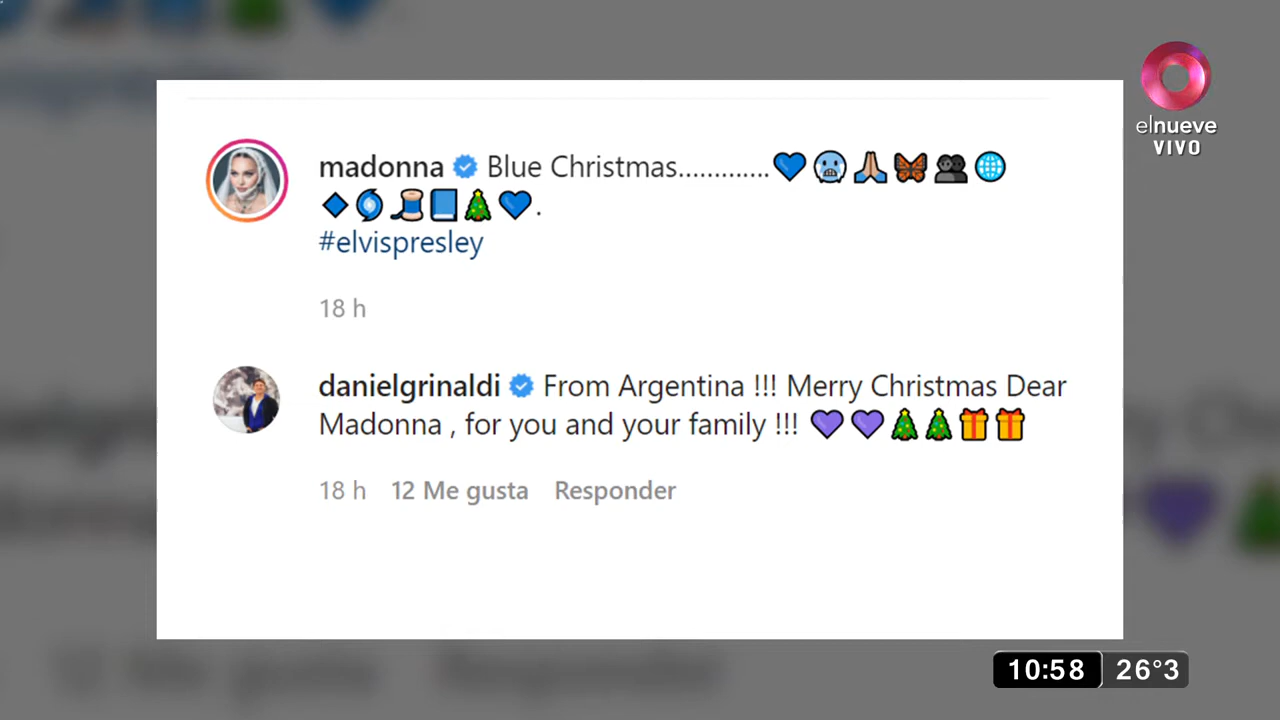 madonna Blue Christmas.............💙🥶🙏🏼🦋👥🌐
🔷🌀🧵📘🎄💙.
#elvispresley
18 h
danielgrinaldi From Argentina !!! Merry Christmas Dear
Madonna , for you and your family !!! 💜💜🎄🎄🎁🎁
18 h 12 Me gusta Responder
elnueve
VIVO
10:58 26°3